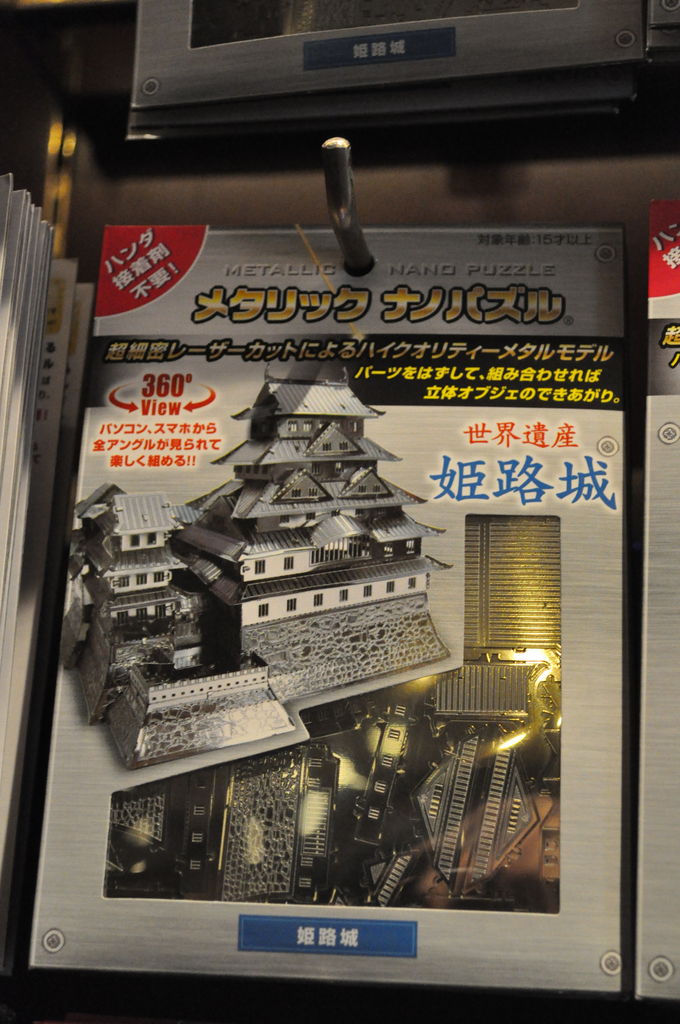 姫路城
ハンダ
接着剤
不要!
対象年齢:15才以上
METALLIC NANO PUZZLE
メタリック ナノパズル®
超細密レーザーカットによるハイクオリティーメタルモデル
パーツをはずして、組み合わせれば
立体オブジェのできあがり。
360°
View
パソコン、スマホから
全アングルが見られて
楽しく組める!!
世界遺産
姫路城
姫路城
ハン
接
超